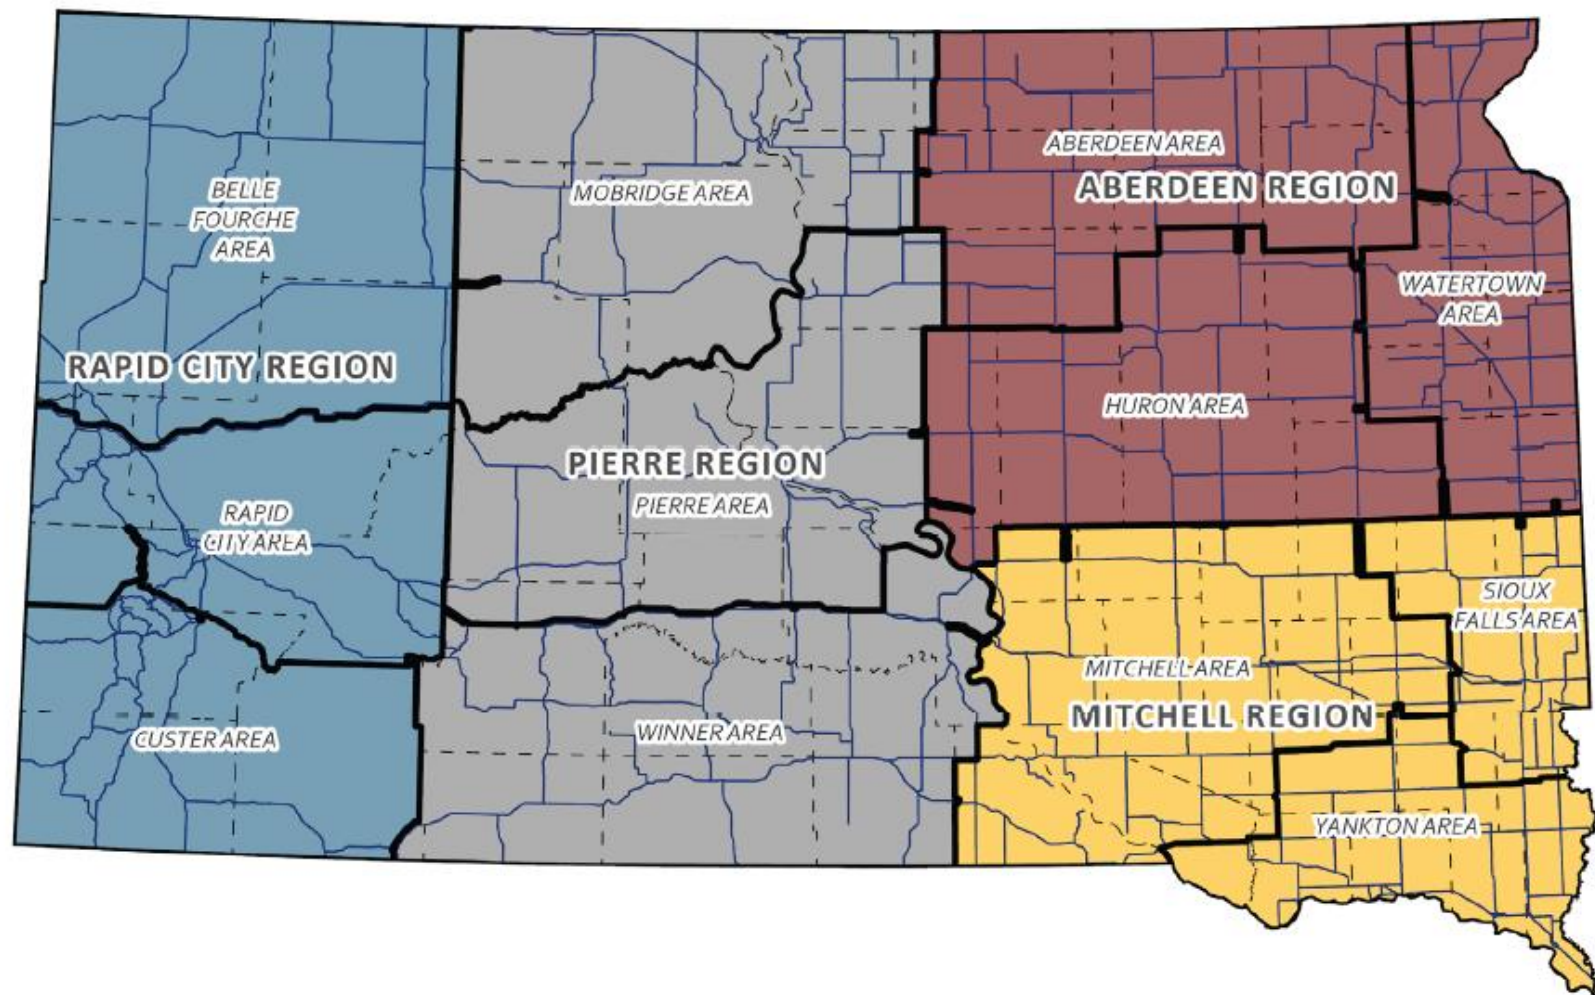 ABERDEEN AREA
ABERDEEN REGION
BELLE
FOURCHE
AREA
MOBRIDGE AREA
WATERTOWN
AREA
RAPID CITY REGION
HURON AREA
PIERRE REGION
PIERRE AREA
RAPID
CITY AREA
SIOUX
FALLS AREA
MITCHELL AREA
MITCHELL REGION
WINNER AREA
CUSTER AREA
YANKTON AREA